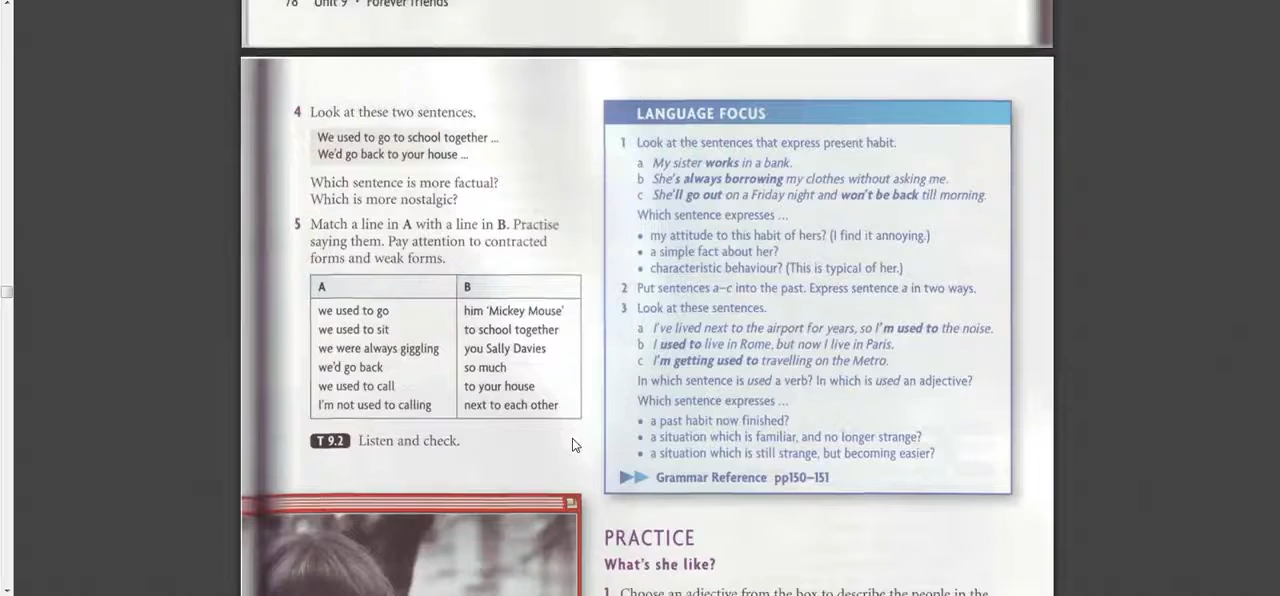 78 Unit 9 • Forever friends
4 Look at these two sentences.
We used to go to school together ...
We'd go back to your house ...
Which sentence is more factual?
Which is more nostalgic?
5 Match a line in A with a line in B. Practise
saying them. Pay attention to contracted
forms and weak forms.
A B
we used to go him 'Mickey Mouse'
we used to sit to school together
we were always giggling you Sally Davies
we'd go back so much
we used to call to your house
I'm not used to calling next to each other
T 9.2 Listen and check.
LANGUAGE FOCUS
1 Look at the sentences that express present habit.
a My sister works in a bank.
b She's always borrowing my clothes without asking me.
c She'll go out on a Friday night and won't be back till morning.
Which sentence expresses ...
• my attitude to this habit of hers? (I find it annoying.)
• a simple fact about her?
• characteristic behaviour? (This is typical of her.)
2 Put sentences a–c into the past. Express sentence a in two ways.
3 Look at these sentences.
a I've lived next to the airport for years, so I'm used to the noise.
b I used to live in Rome, but now I live in Paris.
c I'm getting used to travelling on the Metro.
In which sentence is used a verb? In which is used an adjective?
Which sentence expresses ...
• a past habit now finished?
• a situation which is familiar, and no longer strange?
• a situation which is still strange, but becoming easier?
Grammar Reference pp150–151
PRACTICE
What's she like?
1 Choose an adjective from the box to describe the people in the